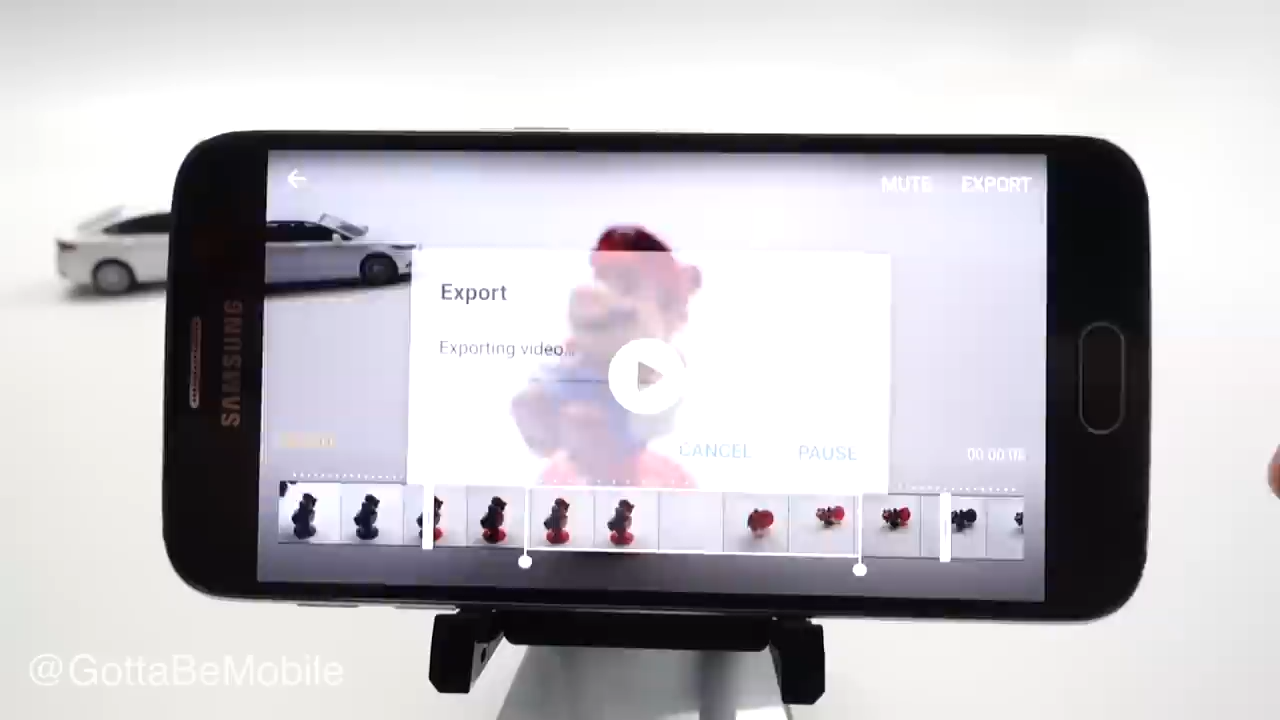 MUTE EXPORT
Export
Exporting video...
CANCEL PAUSE
SAMSUNG
@GottaBeMobile